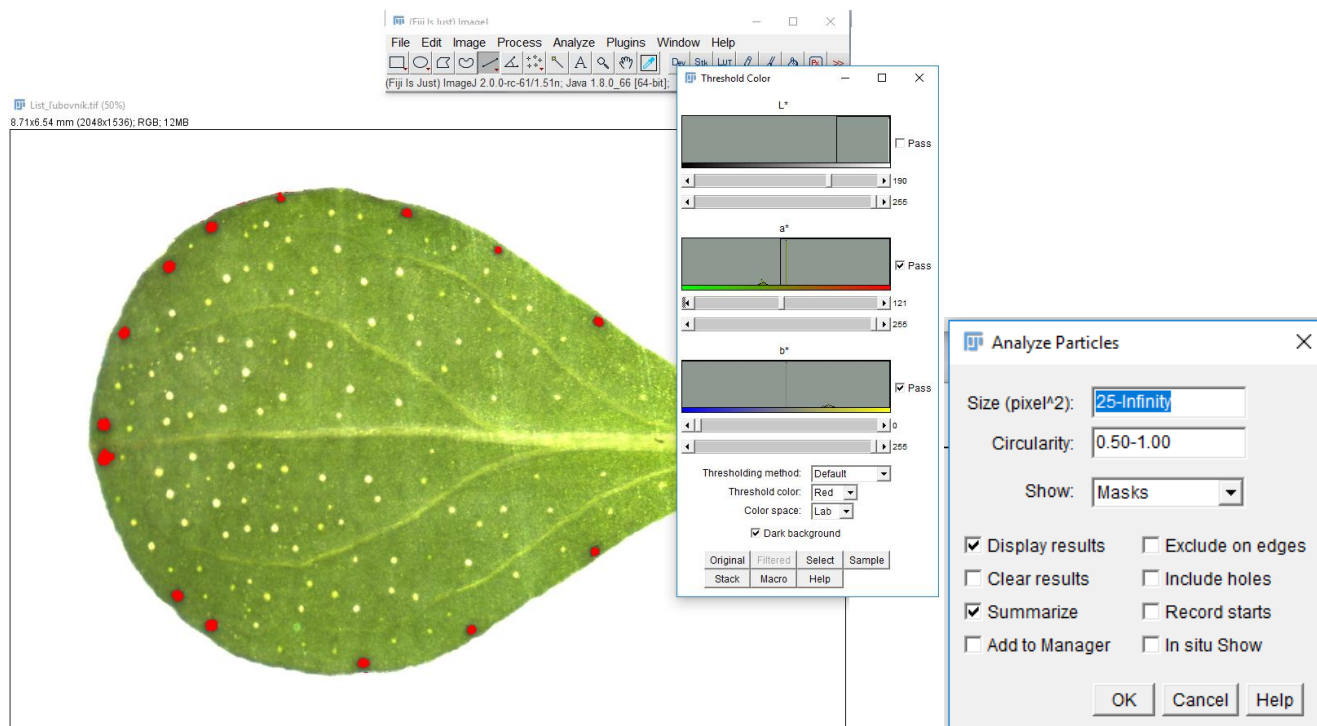 (Fiji Is Just) ImageJ
File Edit Image Process Analyze Plugins Window Help
A Dev Stk LUT >>
(Fiji Is Just) ImageJ 2.0.0-rc-61/1.51n; Java 1.8.0_66 [64-bit];
List_ľubovnik.tif (50%)
8.71x6.54 mm (2048x1536); RGB; 12MB
Threshold Color
L*
Pass
190
255
a*
Pass
121
255
b*
Pass
0
255
Thresholding method: Default
Threshold color: Red
Color space: Lab
Dark background
Original Filtered Select Sample
Stack Macro Help
Analyze Particles
Size (pixel^2): 25-Infinity
Circularity: 0.50-1.00
Show: Masks
Display results Exclude on edges
Clear results Include holes
Summarize Record starts
Add to Manager In situ Show
OK Cancel Help